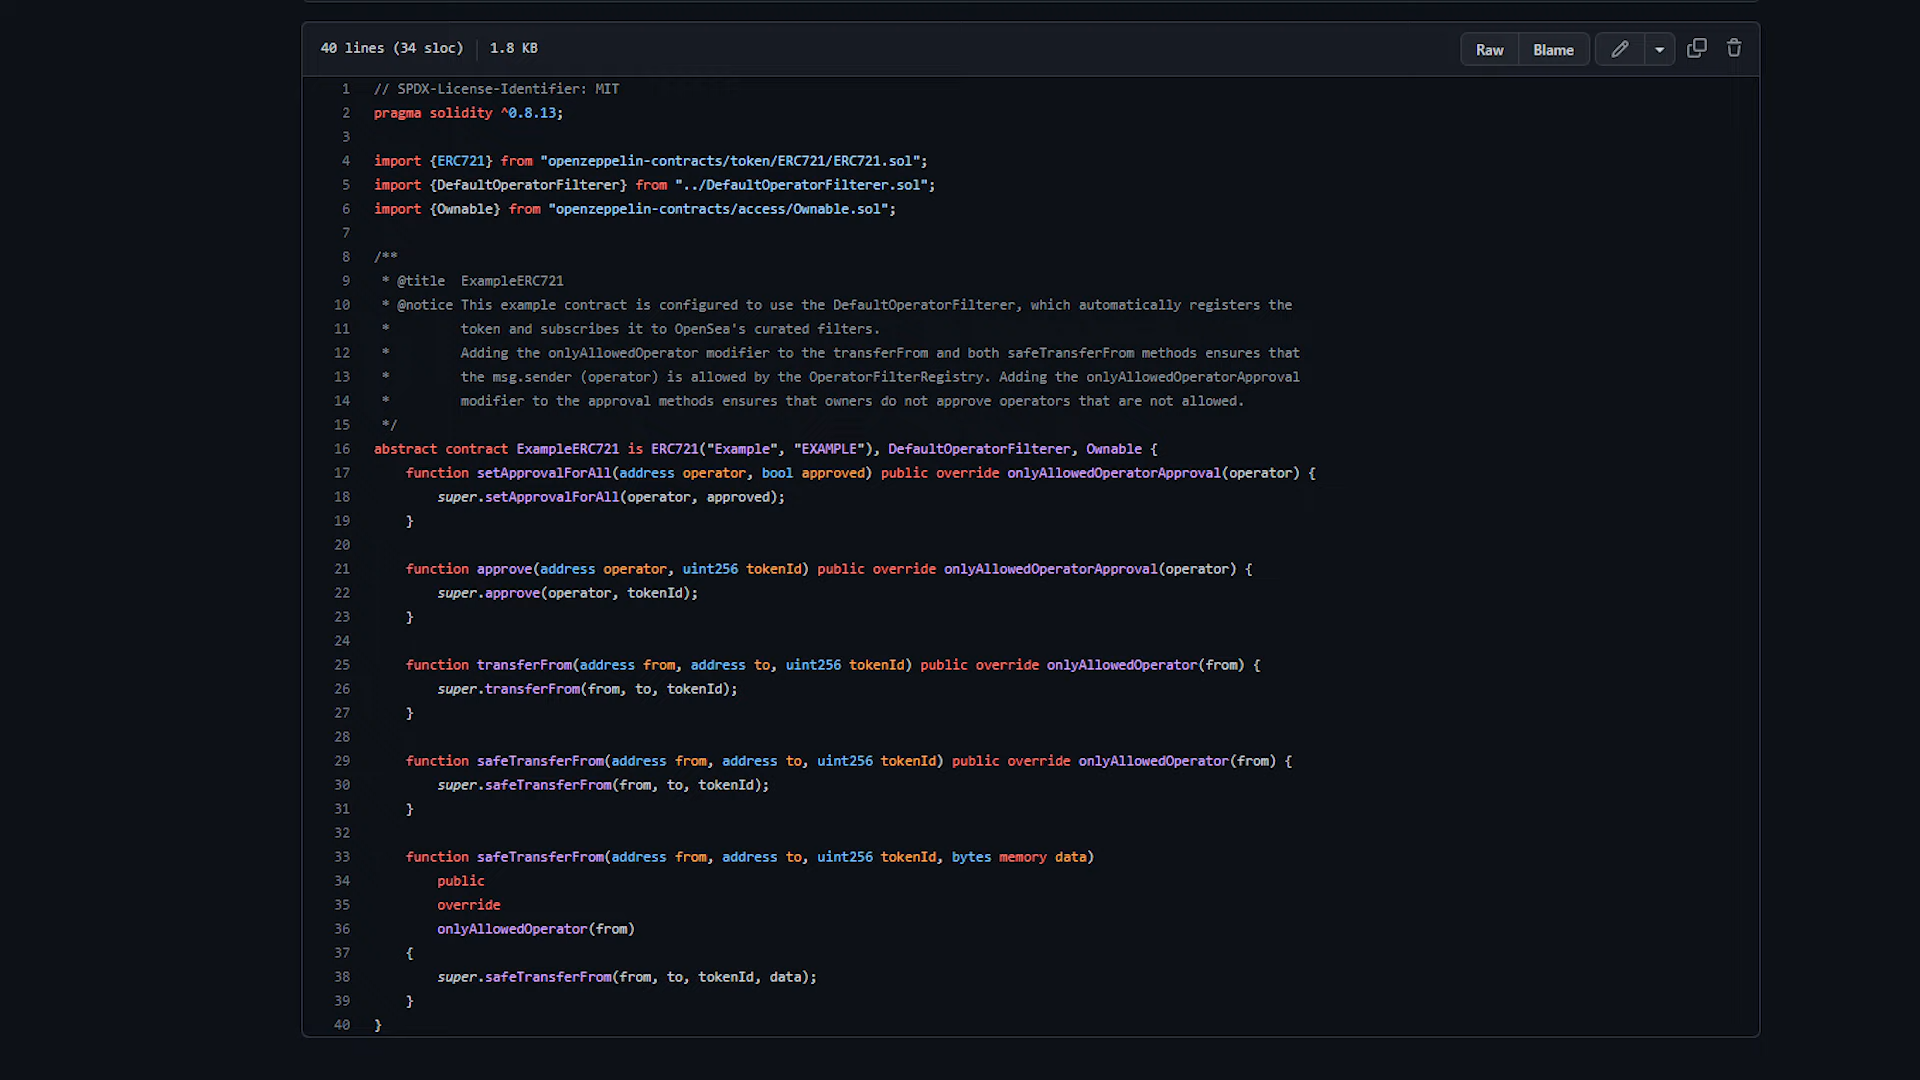 40 lines (34 sloc) 1.8 KB Raw Blame
1 // SPDX-License-Identifier: MIT
2 pragma solidity ^0.8.13;
3
4 import {ERC721} from "openzeppelin-contracts/token/ERC721/ERC721.sol";
5 import {DefaultOperatorFilterer} from "../DefaultOperatorFilterer.sol";
6 import {Ownable} from "openzeppelin-contracts/access/Ownable.sol";
7
8 /**
9  * @title  ExampleERC721
10  * @notice This example contract is configured to use the DefaultOperatorFilterer, which automatically registers the
11  *         token and subscribes it to OpenSea's curated filters.
12  *         Adding the onlyAllowedOperator modifier to the transferFrom and both safeTransferFrom methods ensures that
13  *         the msg.sender (operator) is allowed by the OperatorFilterRegistry. Adding the onlyAllowedOperatorApproval
14  *         modifier to the approval methods ensures that owners do not approve operators that are not allowed.
15  */
16 abstract contract ExampleERC721 is ERC721("Example", "EXAMPLE"), DefaultOperatorFilterer, Ownable {
17     function setApprovalForAll(address operator, bool approved) public override onlyAllowedOperatorApproval(operator) {
18         super.setApprovalForAll(operator, approved);
19     }
20
21     function approve(address operator, uint256 tokenId) public override onlyAllowedOperatorApproval(operator) {
22         super.approve(operator, tokenId);
23     }
24
25     function transferFrom(address from, address to, uint256 tokenId) public override onlyAllowedOperator(from) {
26         super.transferFrom(from, to, tokenId);
27     }
28
29     function safeTransferFrom(address from, address to, uint256 tokenId) public override onlyAllowedOperator(from) {
30         super.safeTransferFrom(from, to, tokenId);
31     }
32
33     function safeTransferFrom(address from, address to, uint256 tokenId, bytes memory data)
34         public
35         override
36         onlyAllowedOperator(from)
37     {
38         super.safeTransferFrom(from, to, tokenId, data);
39     }
40 }